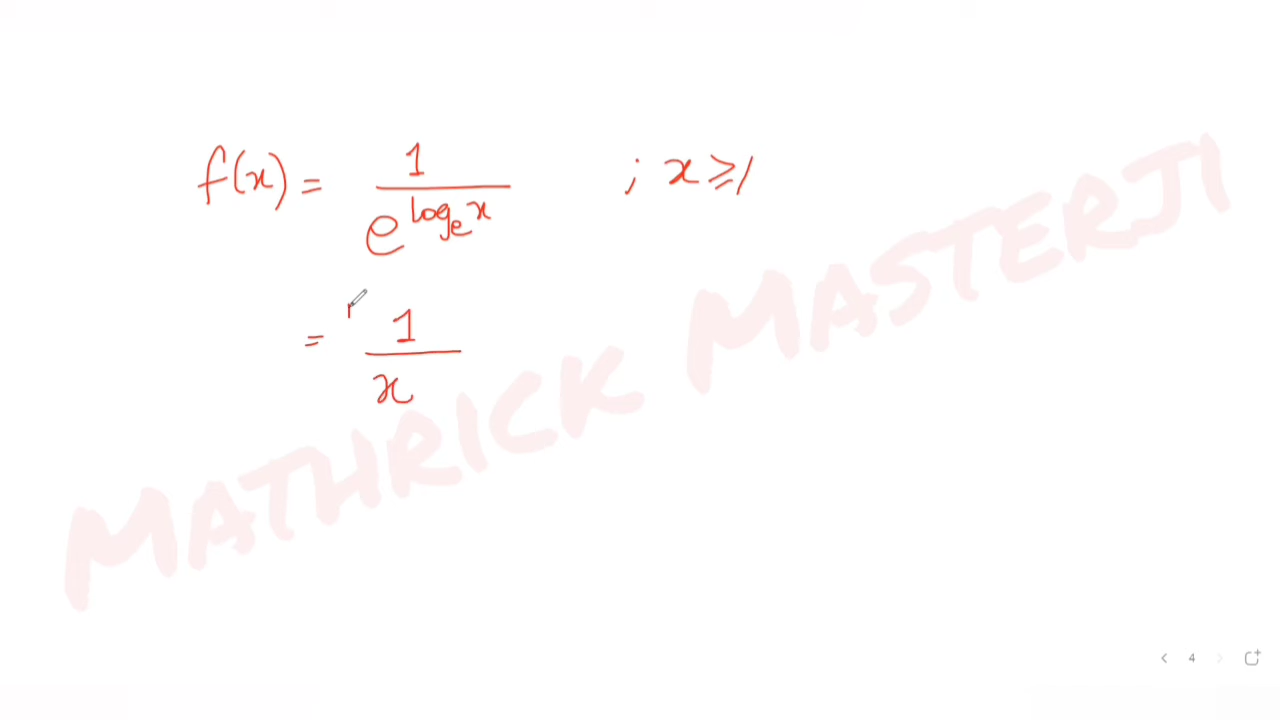 f(x) = 1 / e^(log_e x) ; x ≥ 1
= 1 / x
MATHRICK MASTERJI
4